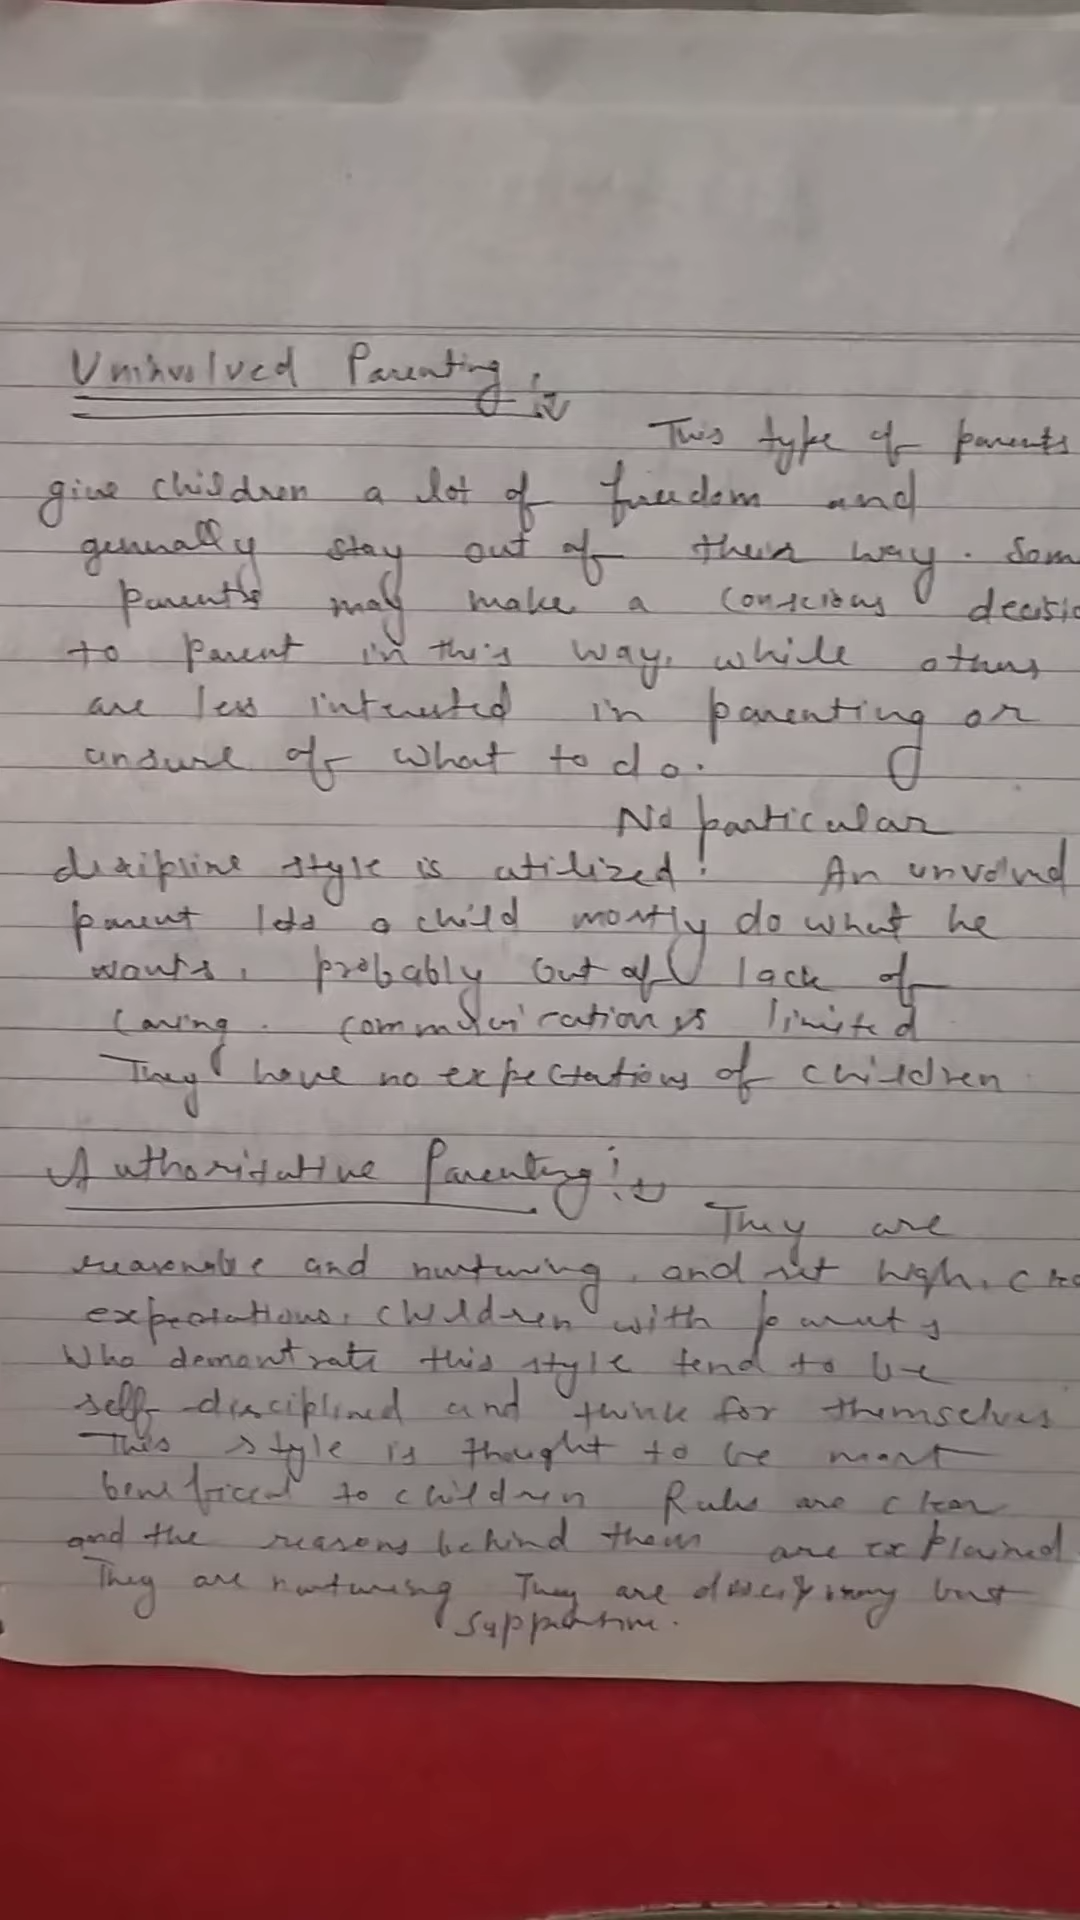 Uninvolved Parenting :-
This type of parents
give children a lot of freedom and
generally stay out of their way. Som
parents may make a conscious decisio
to parent in this way, while others
are less interested in parenting or
unsure of what to do.
No particular
discipline style is utilized! An unvolvd
parent lets a child mostly do what he
wants, probably out of lack of
caring. communication is limited
They have no expectations of children
Authoritative Parenting :-
They are
reasonable and nurturing, and set high, cle
expectations. children with parents
who demontrate this style tend to be
self-disciplined and think for themselves
This style is thought to be most
beneficial to children Rules are clear
and the reasons behind them are explained
They are nurturing They are but
supportive.